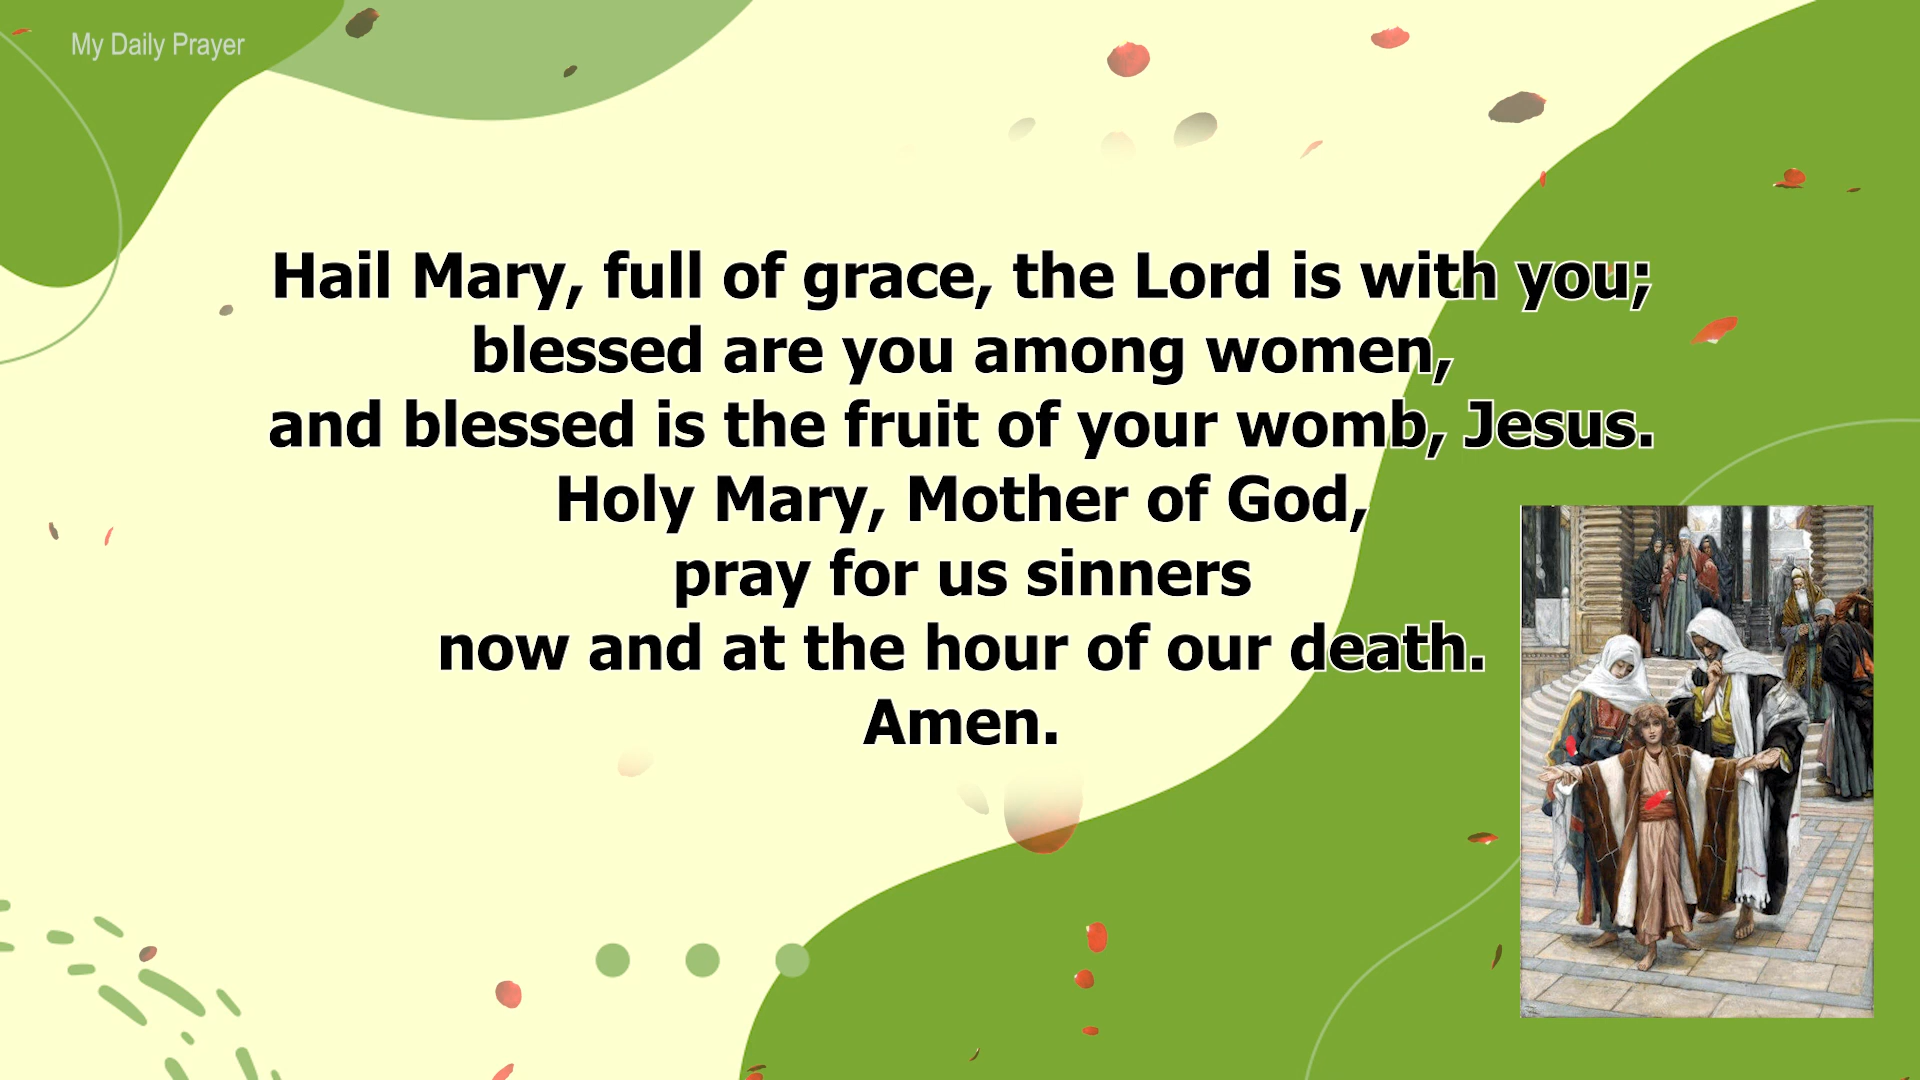 My Daily Prayer
Hail Mary, full of grace, the Lord is with you;
blessed are you among women,
and blessed is the fruit of your womb, Jesus.
Holy Mary, Mother of God,
pray for us sinners
now and at the hour of our death.
Amen.